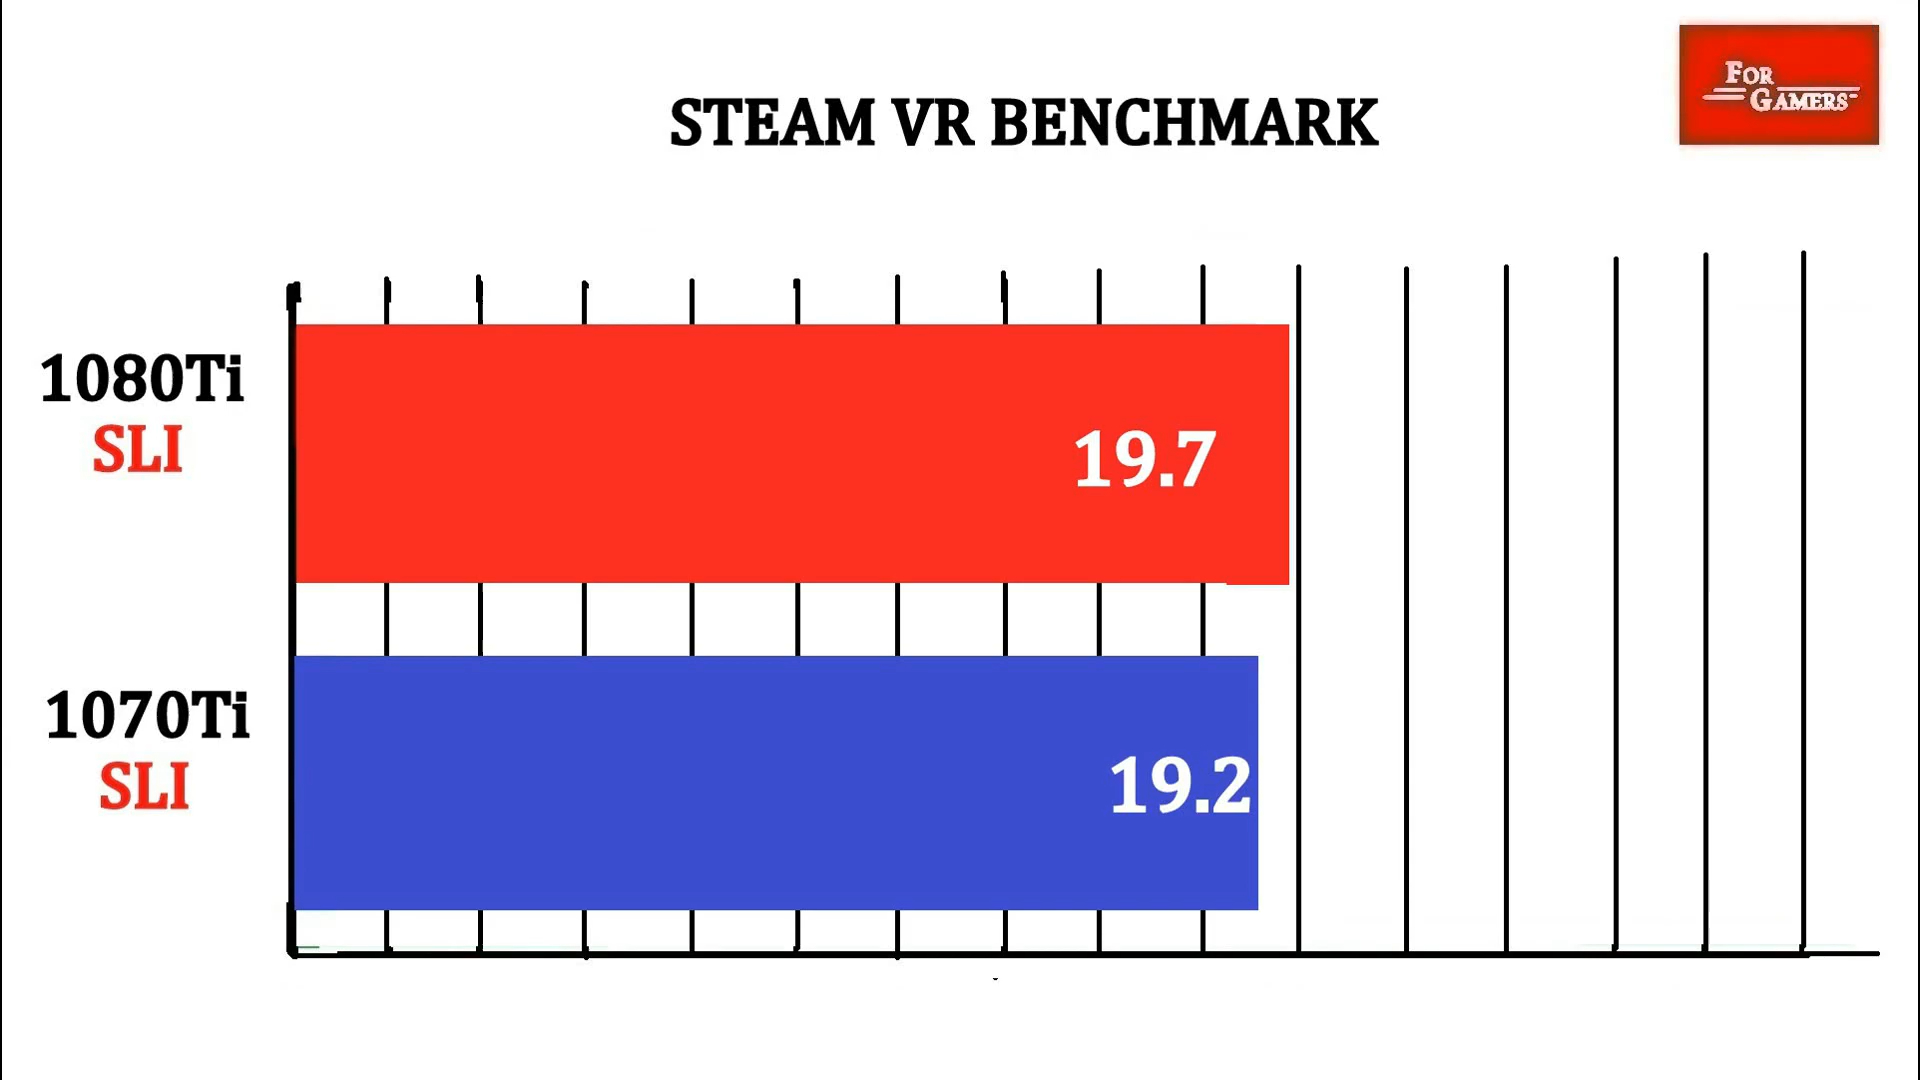 FOR
GAMERS
STEAM VR BENCHMARK
1080Ti
SLI
19.7
1070Ti
SLI
19.2